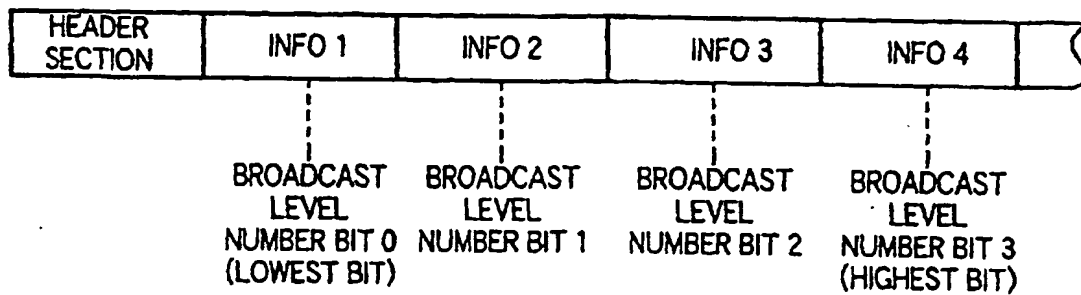 HEADER
SECTION
INFO 1
INFO 2
INFO 3
INFO 4
BROADCAST
LEVEL
NUMBER BIT 0
(LOWEST BIT)
BROADCAST
LEVEL
NUMBER BIT 1
BROADCAST
LEVEL
NUMBER BIT 2
BROADCAST
LEVEL
NUMBER BIT 3
(HIGHEST BIT)